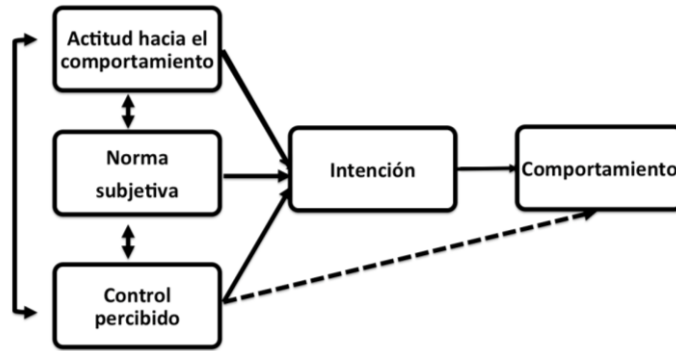 Actitud hacia el
comportamiento
Norma
subjetiva
Control
percibido
Intención
Comportamiento